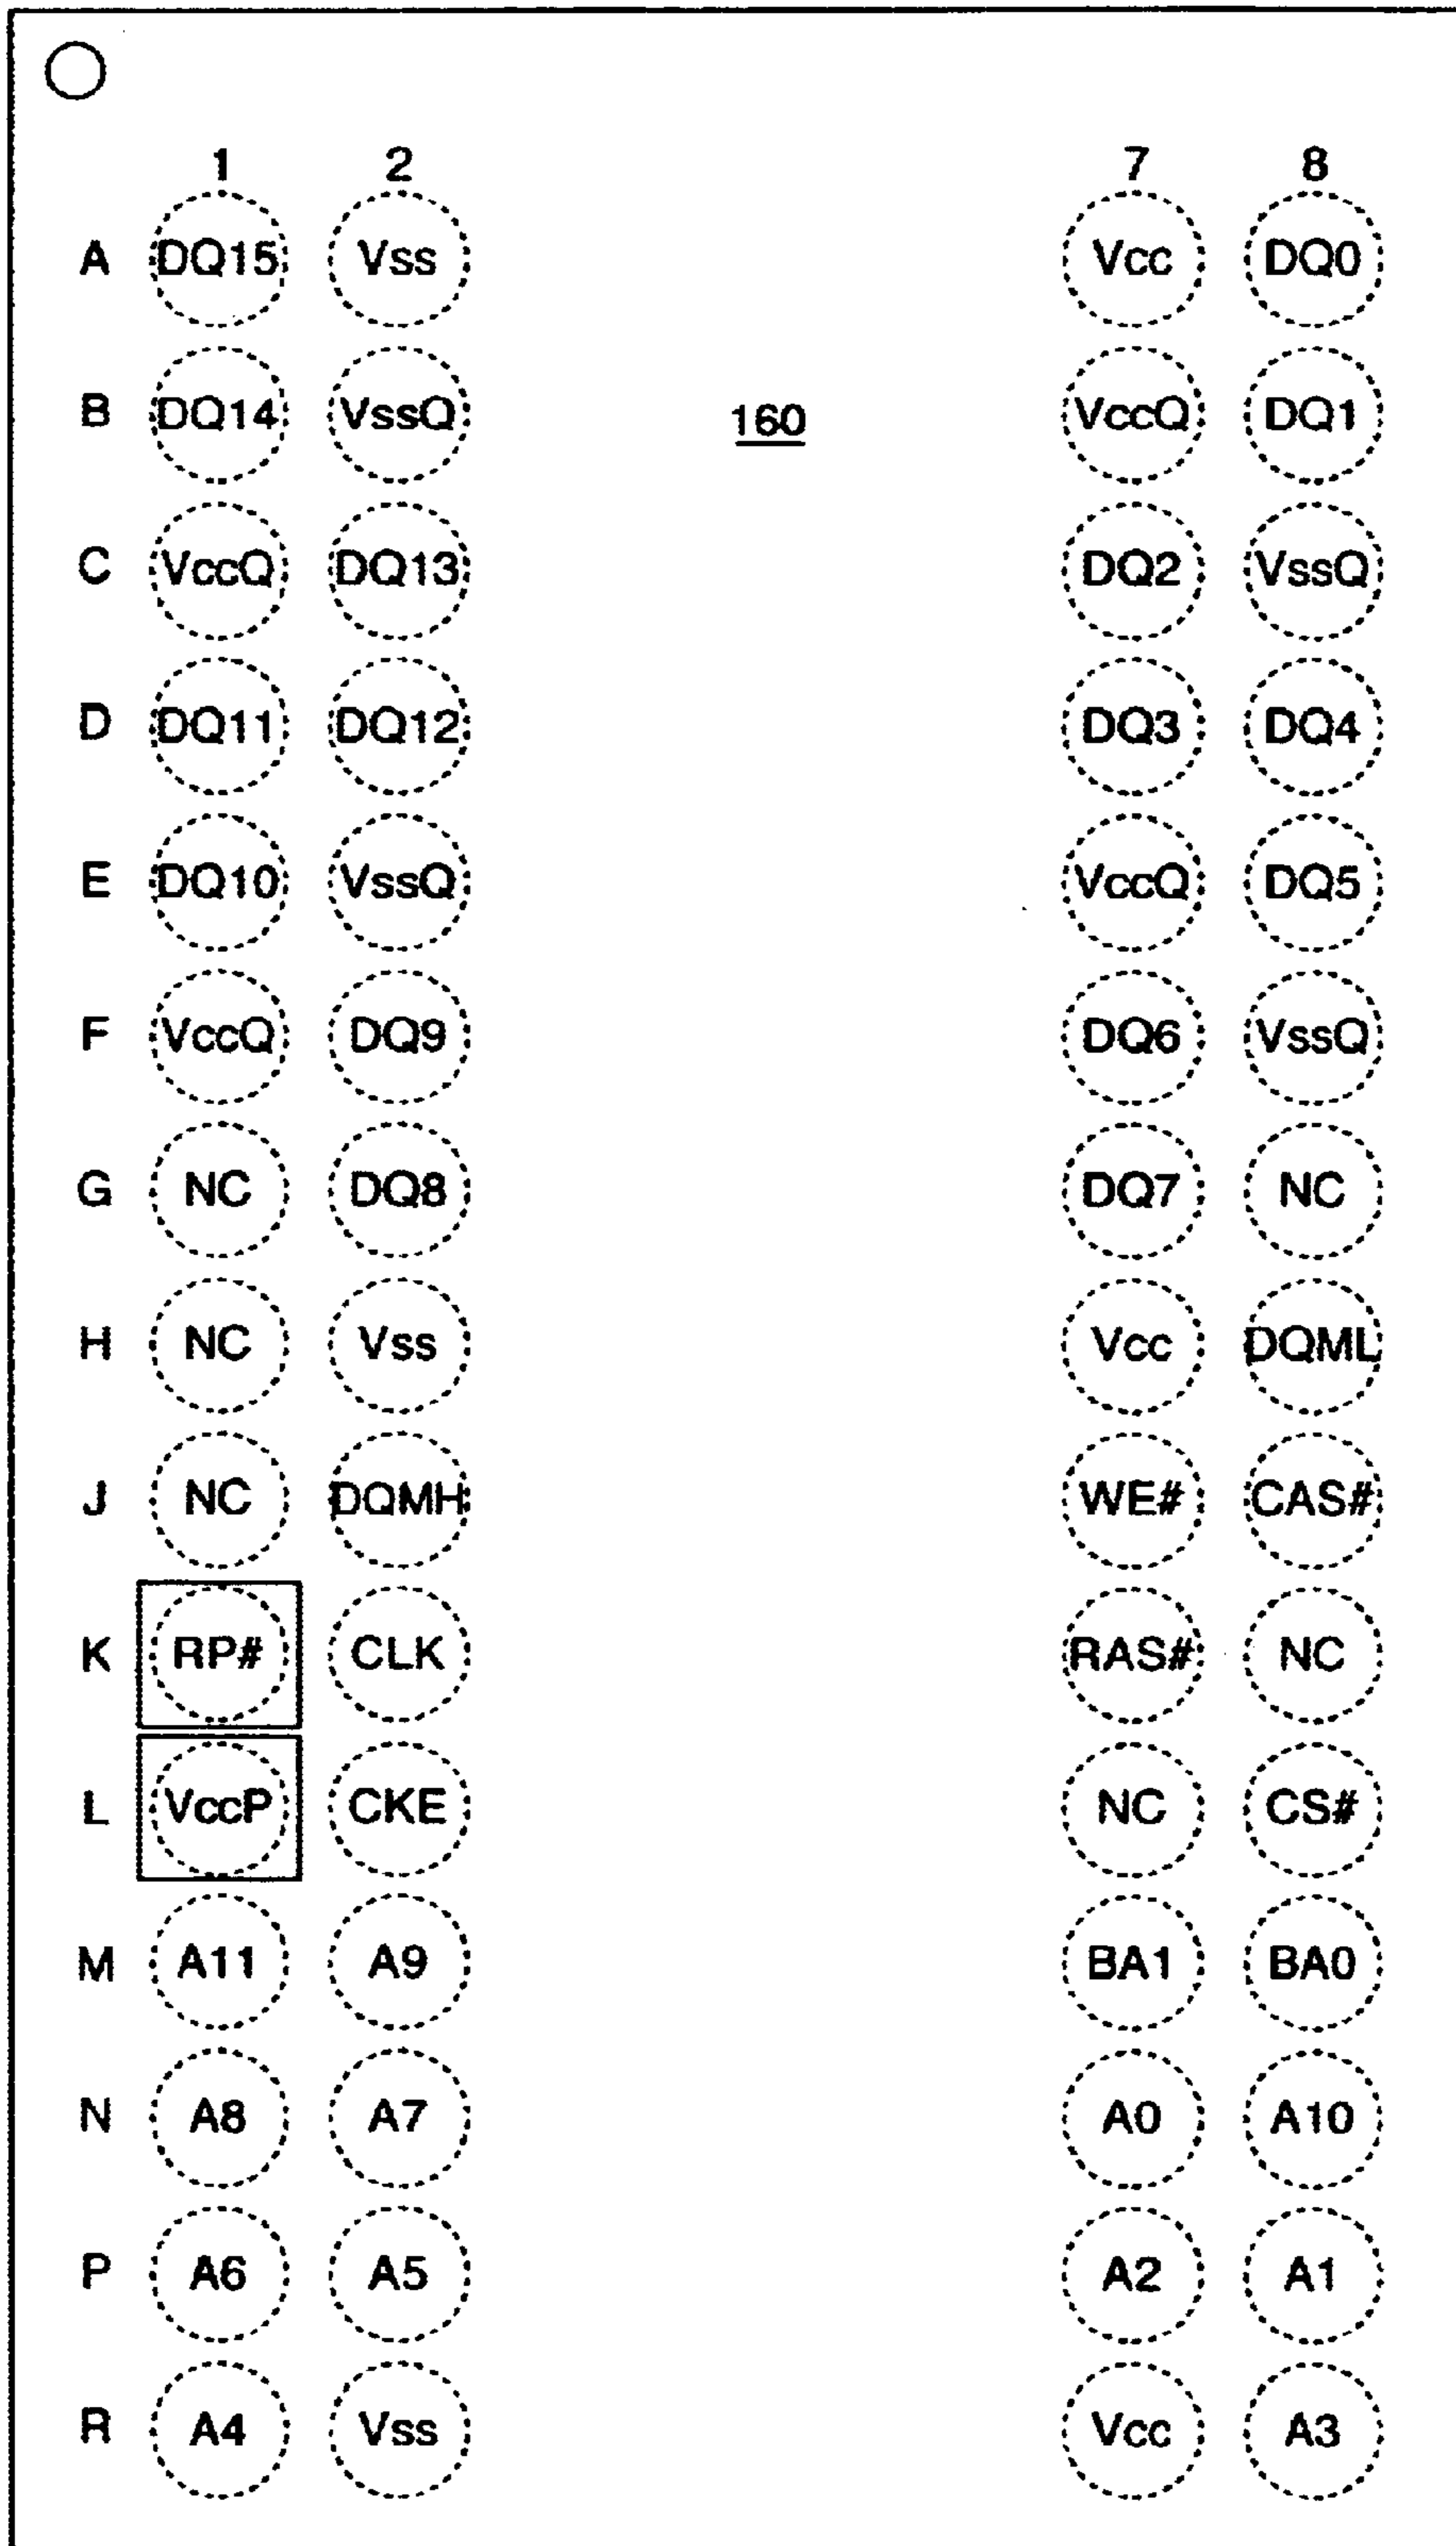 1 2 7 8
A DQ15 Vss Vcc DQ0
B DQ14 VssQ VccQ DQ1
160
C VccQ DQ13 DQ2 VssQ
D DQ11 DQ12 DQ3 DQ4
E DQ10 VssQ VccQ DQ5
F VccQ DQ9 DQ6 VssQ
G NC DQ8 DQ7 NC
H NC Vss Vcc DQML
J NC DQMH WE# CAS#
K RP# CLK RAS# NC
L VccP CKE NC CS#
M A11 A9 BA1 BA0
N A8 A7 A0 A10
P A6 A5 A2 A1
R A4 Vss Vcc A3